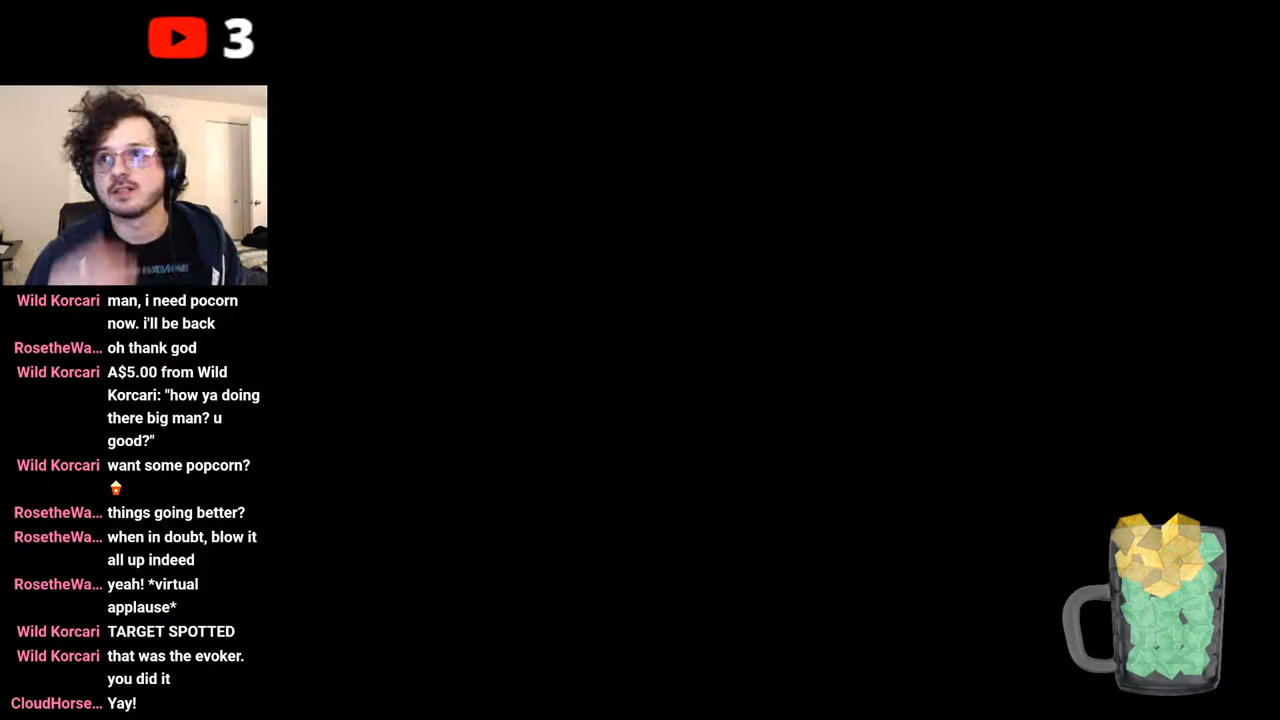 3
Wild Korcari man, i need pocorn
now. i'll be back
RosetheWa... oh thank god
Wild Korcari A$5.00 from Wild
Korcari: "how ya doing
there big man? u
good?"
Wild Korcari want some popcorn?
🍿
RosetheWa... things going better?
RosetheWa... when in doubt, blow it
all up indeed
RosetheWa... yeah! *virtual
applause*
Wild Korcari TARGET SPOTTED
Wild Korcari that was the evoker.
you did it
CloudHorse... Yay!